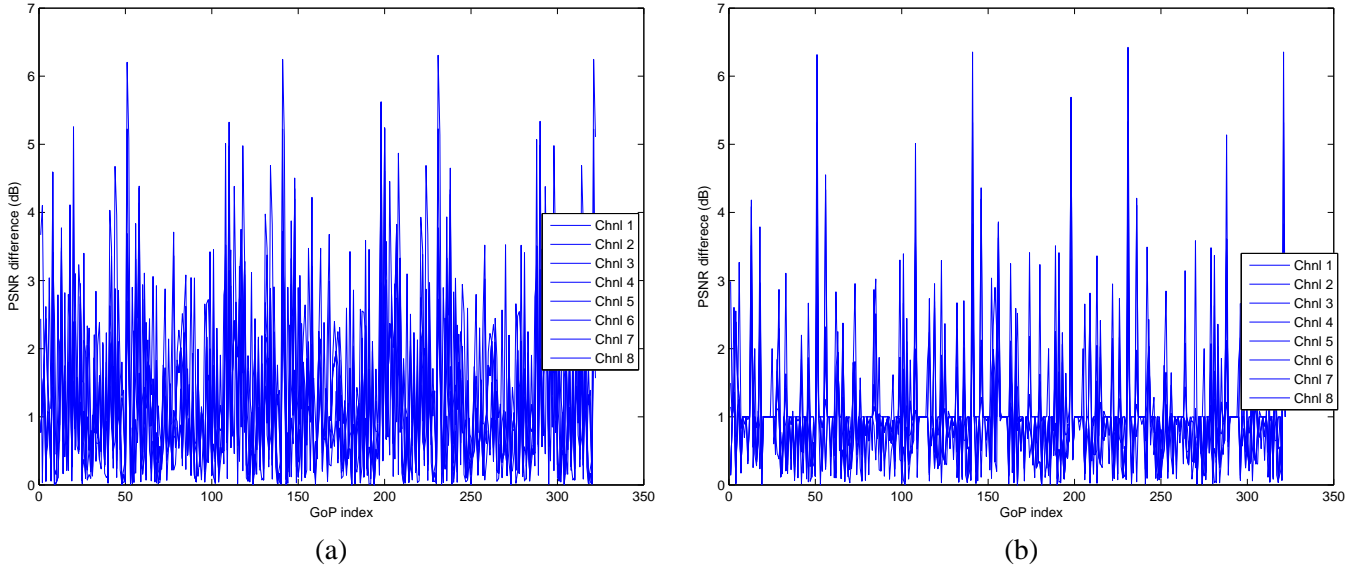 7
6
5
4
3
2
1
0
PSNR difference (dB)
0 50 100 150 200 250 300 350
GoP index
Chnl 1
Chnl 2
Chnl 3
Chnl 4
Chnl 5
Chnl 6
Chnl 7
Chnl 8
(a)
7
6
5
4
3
2
1
0
PSNR differece (dB)
0 50 100 150 200 250 300 350
GoP index
Chnl 1
Chnl 2
Chnl 3
Chnl 4
Chnl 5
Chnl 6
Chnl 7
Chnl 8
(b)